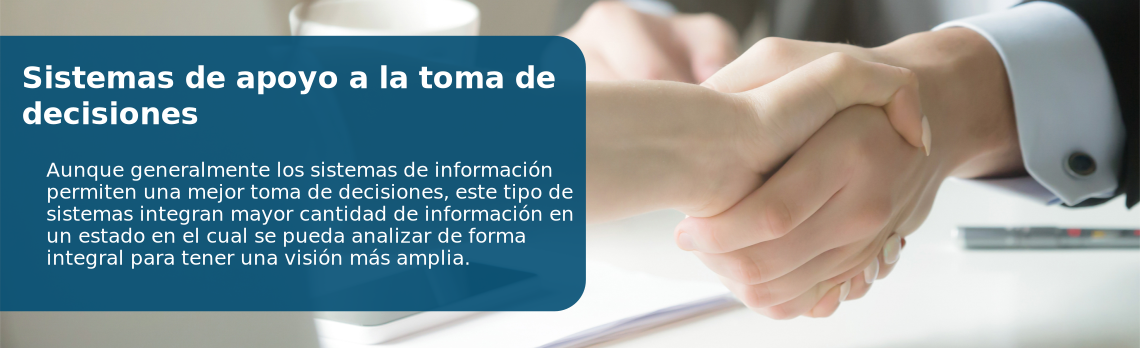 Sistemas de apoyo a la toma de
decisiones
Aunque generalmente los sistemas de información
permiten una mejor toma de decisiones, este tipo de
sistemas integran mayor cantidad de información en
un estado en el cual se pueda analizar de forma
integral para tener una visión más amplia.